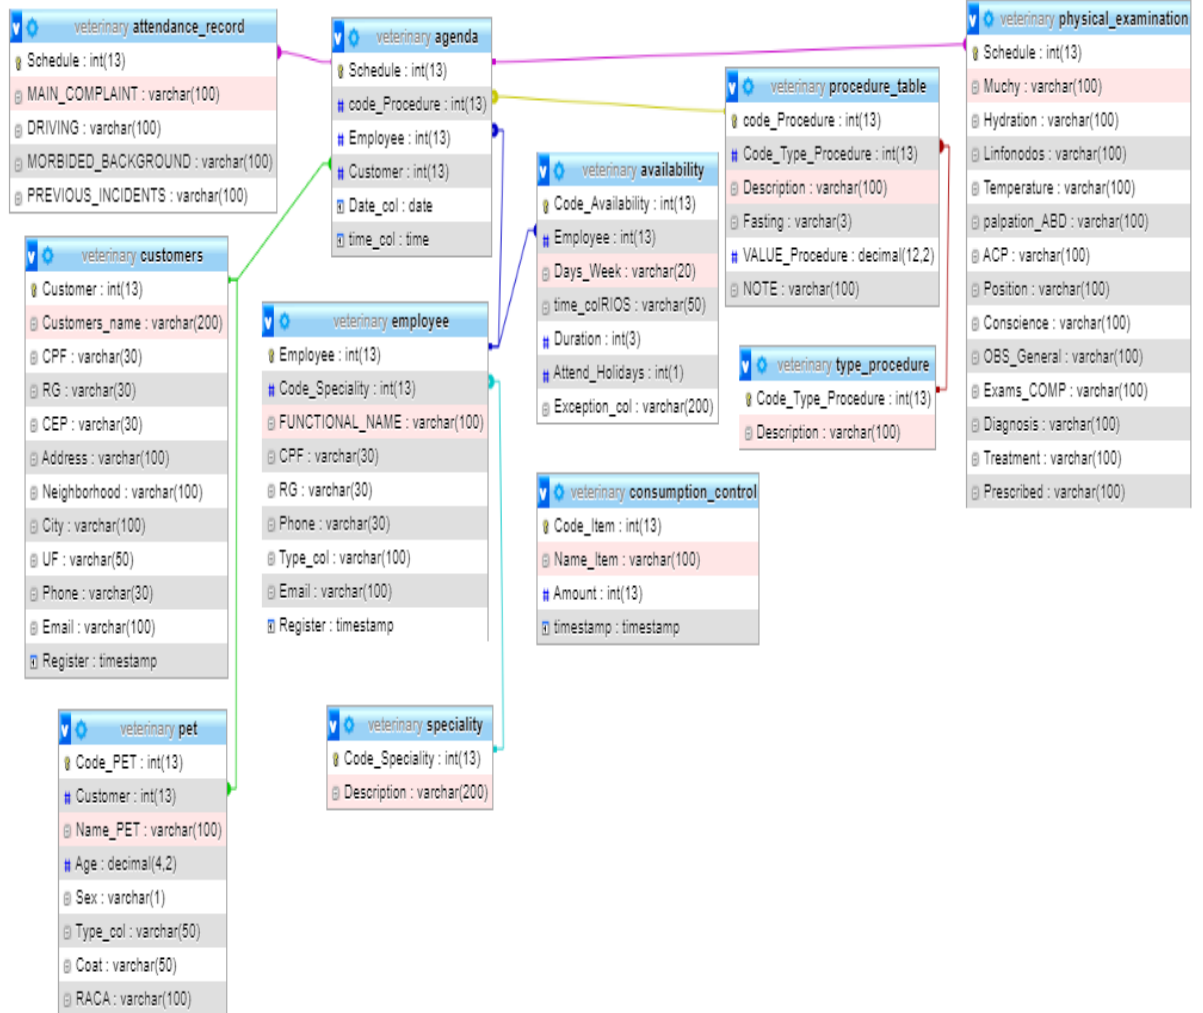 veterinary attendance_record
Schedule : int(13)
MAIN_COMPLAINT : varchar(100)
DRIVING : varchar(100)
MORBIDED_BACKGROUND : varchar(100)
PREVIOUS_INCIDENTS : varchar(100)
veterinary agenda
Schedule : int(13)
code_Procedure : int(13)
Employee : int(13)
Customer : int(13)
Date_col : date
time_col : time
veterinary physical_examination
Schedule : int(13)
Muchy : varchar(100)
Hydration : varchar(100)
Linfonodos : varchar(100)
Temperature : varchar(100)
palpation_ABD : varchar(100)
ACP : varchar(100)
Position : varchar(100)
Conscience : varchar(100)
OBS_General : varchar(100)
Exams_COMP : varchar(100)
Diagnosis : varchar(100)
Treatment : varchar(100)
Prescribed : varchar(100)
veterinary procedure_table
code_Procedure : int(13)
Code_Type_Procedure : int(13)
Description : varchar(100)
Fasting : varchar(3)
VALUE_Procedure : decimal(12,2)
NOTE : varchar(100)
veterinary availability
Code_Availability : int(13)
Employee : int(13)
Days_Week : varchar(20)
time_colRIOS : varchar(50)
Duration : int(3)
Attend_Holidays : int(1)
Exception_col : varchar(200)
veterinary customers
Customer : int(13)
Customers_name : varchar(200)
CPF : varchar(30)
RG : varchar(30)
CEP : varchar(30)
Address : varchar(100)
Neighborhood : varchar(100)
City : varchar(100)
UF : varchar(50)
Phone : varchar(30)
Email : varchar(100)
Register : timestamp
veterinary employee
Employee : int(13)
Code_Speciality : int(13)
FUNCTIONAL_NAME : varchar(100)
CPF : varchar(30)
RG : varchar(30)
Phone : varchar(30)
Type_col : varchar(100)
Email : varchar(100)
Register : timestamp
veterinary type_procedure
Code_Type_Procedure : int(13)
Description : varchar(100)
veterinary consumption_control
Code_Item : int(13)
Name_Item : varchar(100)
Amount : int(13)
timestamp : timestamp
veterinary pet
Code_PET : int(13)
Customer : int(13)
Name_PET : varchar(100)
Age : decimal(4,2)
Sex : varchar(1)
Type_col : varchar(50)
Coat : varchar(50)
RACA : varchar(100)
veterinary speciality
Code_Speciality : int(13)
Description : varchar(200)